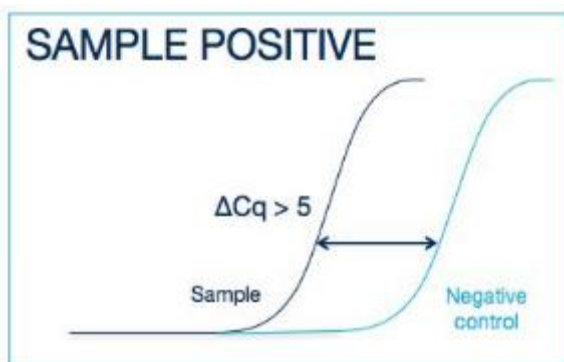 SAMPLE POSITIVE
ΔCq > 5
Sample
Negative
control